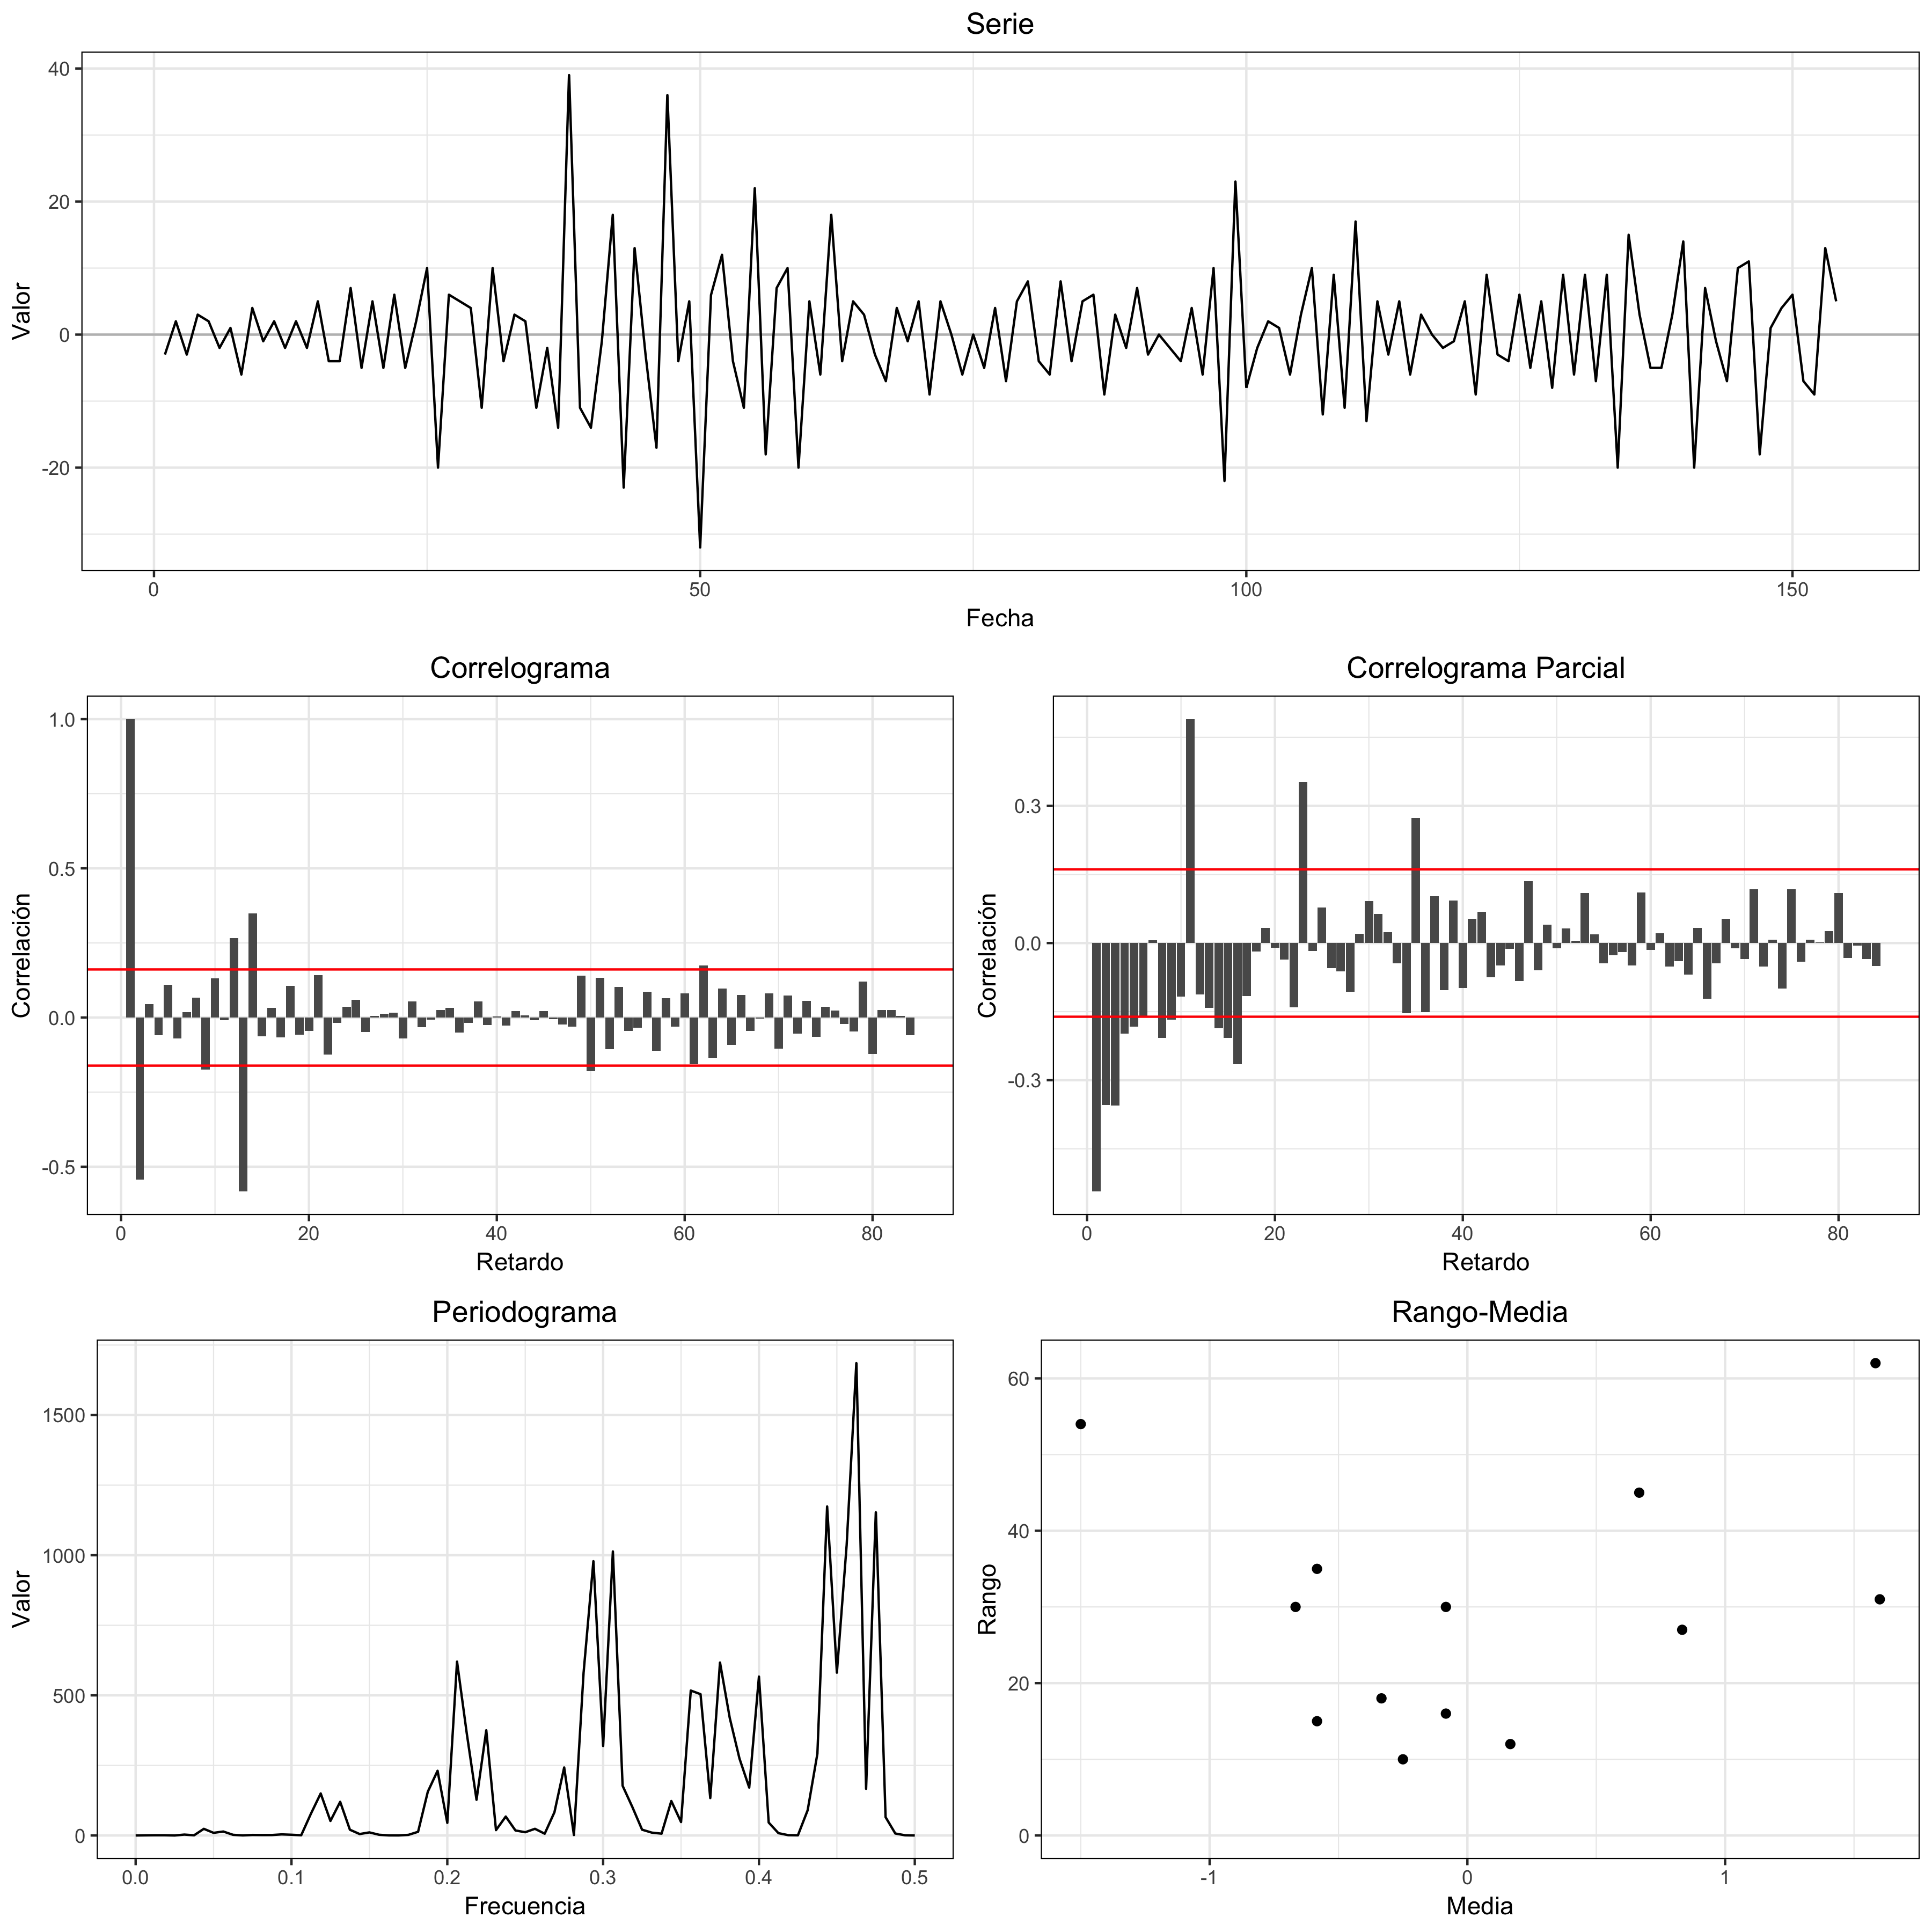 Serie
40
20
0
-20
Valor
0 50 100 150
Fecha
Correlograma
1.0
0.5
0.0
-0.5
Correlación
0 20 40 60 80
Retardo
Correlograma Parcial
0.3
0.0
-0.3
Correlación
0 20 40 60 80
Retardo
Periodograma
1500
1000
500
0
Valor
0.0 0.1 0.2 0.3 0.4 0.5
Frecuencia
Rango-Media
60
40
20
0
Rango
-1 0 1
Media